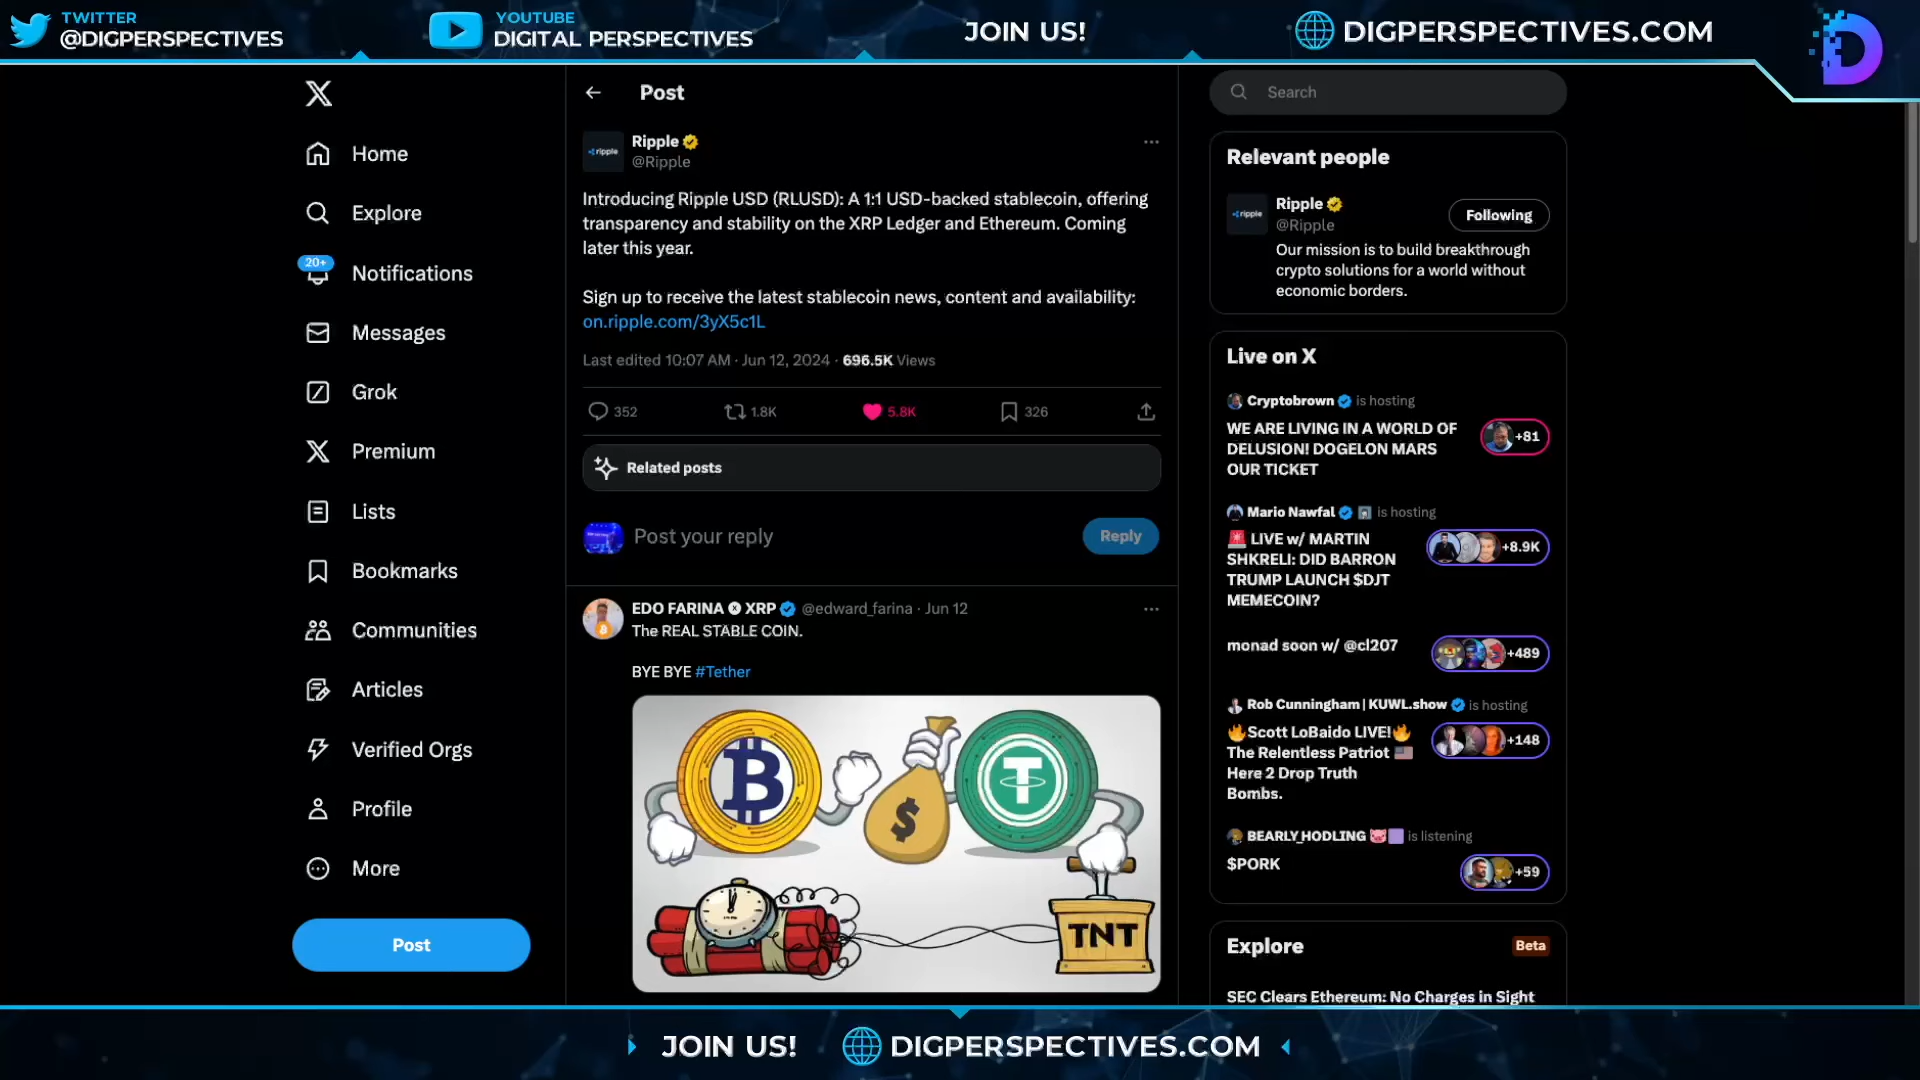 TWITTER
@DIGPERSPECTIVES
YOUTUBE
DIGITAL PERSPECTIVES
JOIN US!
DIGPERSPECTIVES.COM
Home
Explore
20+
Notifications
Messages
Grok
Premium
Lists
Bookmarks
Communities
Articles
Verified Orgs
Profile
More
Post
Post
ripple
Ripple
@Ripple
Introducing Ripple USD (RLUSD): A 1:1 USD-backed stablecoin, offering
transparency and stability on the XRP Ledger and Ethereum. Coming
later this year.
Sign up to receive the latest stablecoin news, content and availability:
on.ripple.com/3yX5c1L
Last edited 10:07 AM · Jun 12, 2024 · 696.5K Views
352
1.8K
5.8K
326
Related posts
Post your reply
Reply
EDO FARINA XRP @edward_farina · Jun 12
The REAL STABLE COIN.
BYE BYE #Tether
$
TNT
Search
Relevant people
ripple
Ripple
@Ripple
Following
Our mission is to build breakthrough
crypto solutions for a world without
economic borders.
Live on X
Cryptobrown is hosting
WE ARE LIVING IN A WORLD OF
DELUSION! DOGELON MARS
OUR TICKET
+81
Mario Nawfal is hosting
LIVE w/ MARTIN
SHKRELI: DID BARRON
TRUMP LAUNCH $DJT
MEMECOIN?
+8.9K
monad soon w/ @cl207
+489
Rob Cunningham | KUWL.show is hosting
Scott LoBaido LIVE!
The Relentless Patriot
Here 2 Drop Truth
Bombs.
+148
BEARLY_HODLING is listening
$PORK
+59
Explore
Beta
SEC Clears Ethereum: No Charges in Sight
JOIN US!
DIGPERSPECTIVES.COM